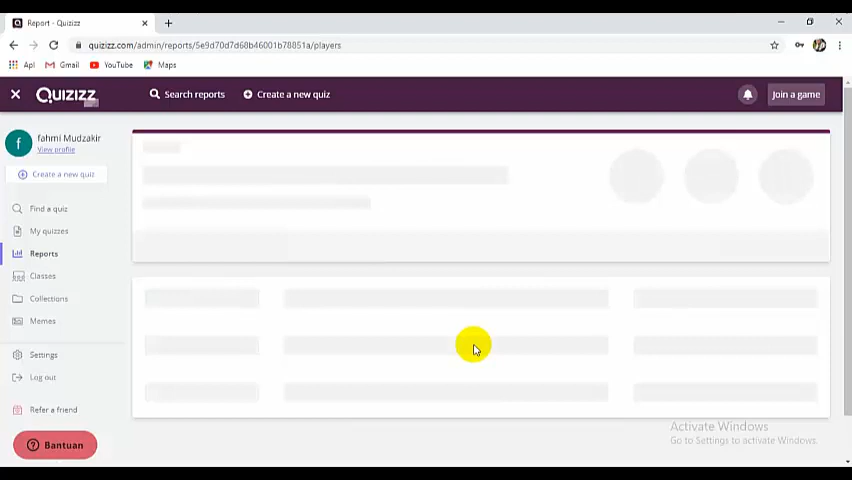 Report - Quizizz
quizizz.com/admin/reports/5e9d70d7d68b46001b78851a/players
Apl
Gmail
YouTube
Maps
QUIZIZZ
Search reports
Create a new quiz
Join a game
f
fahmi Mudzakir
View profile
Create a new quiz
Find a quiz
My quizzes
Reports
Classes
Collections
Memes
Settings
Log out
Refer a friend
Bantuan
Activate Windows
Go to Settings to activate Windows.